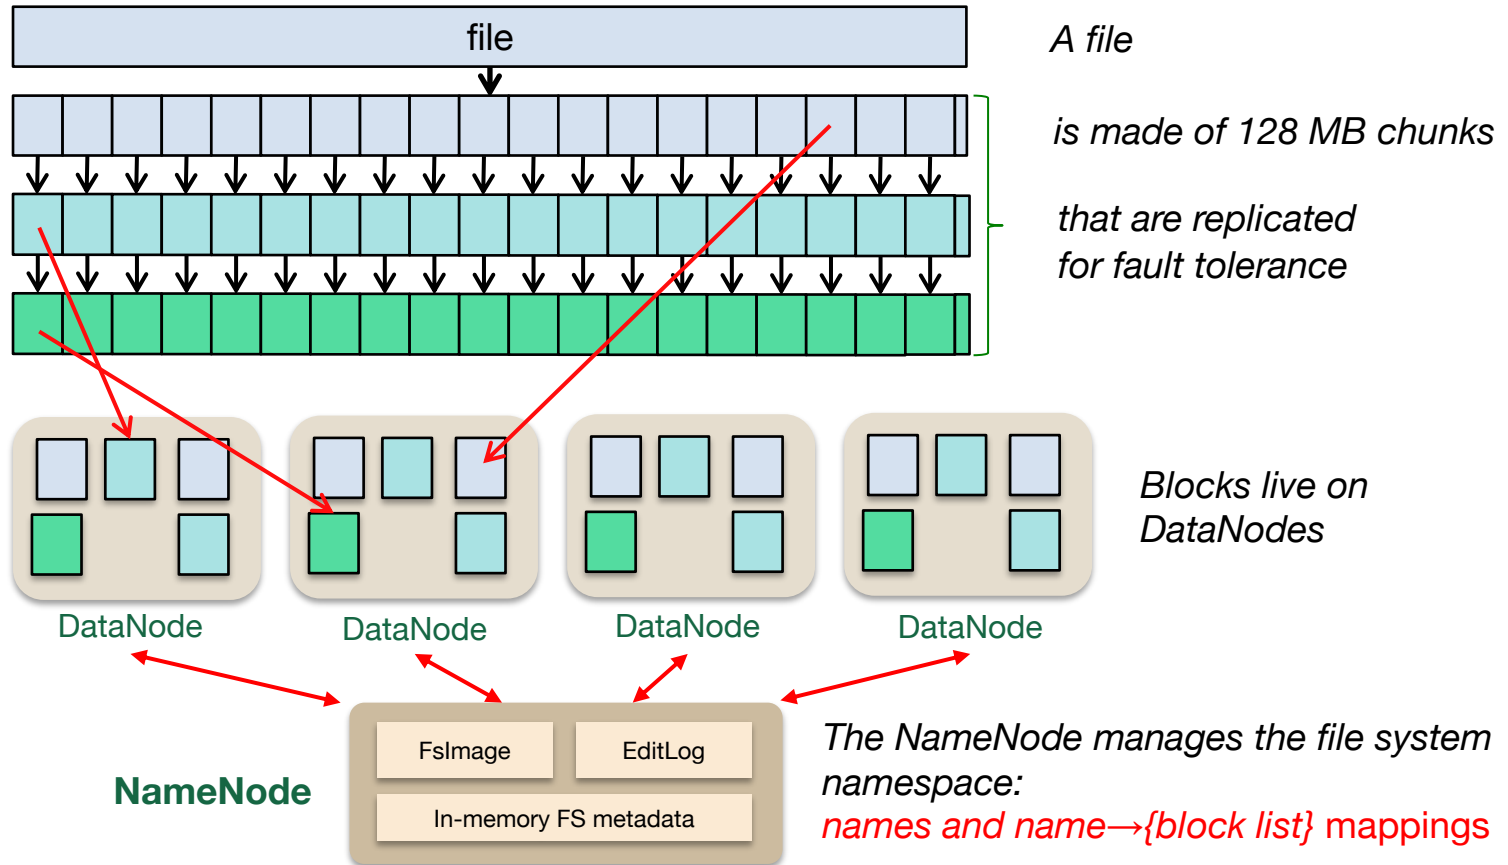 file
A file
is made of 128 MB chunks
that are replicated
for fault tolerance
Blocks live on
DataNodes
DataNode
DataNode
DataNode
DataNode
FsImage
EditLog
In-memory FS metadata
NameNode
The NameNode manages the file system
namespace:
names and name→{block list} mappings